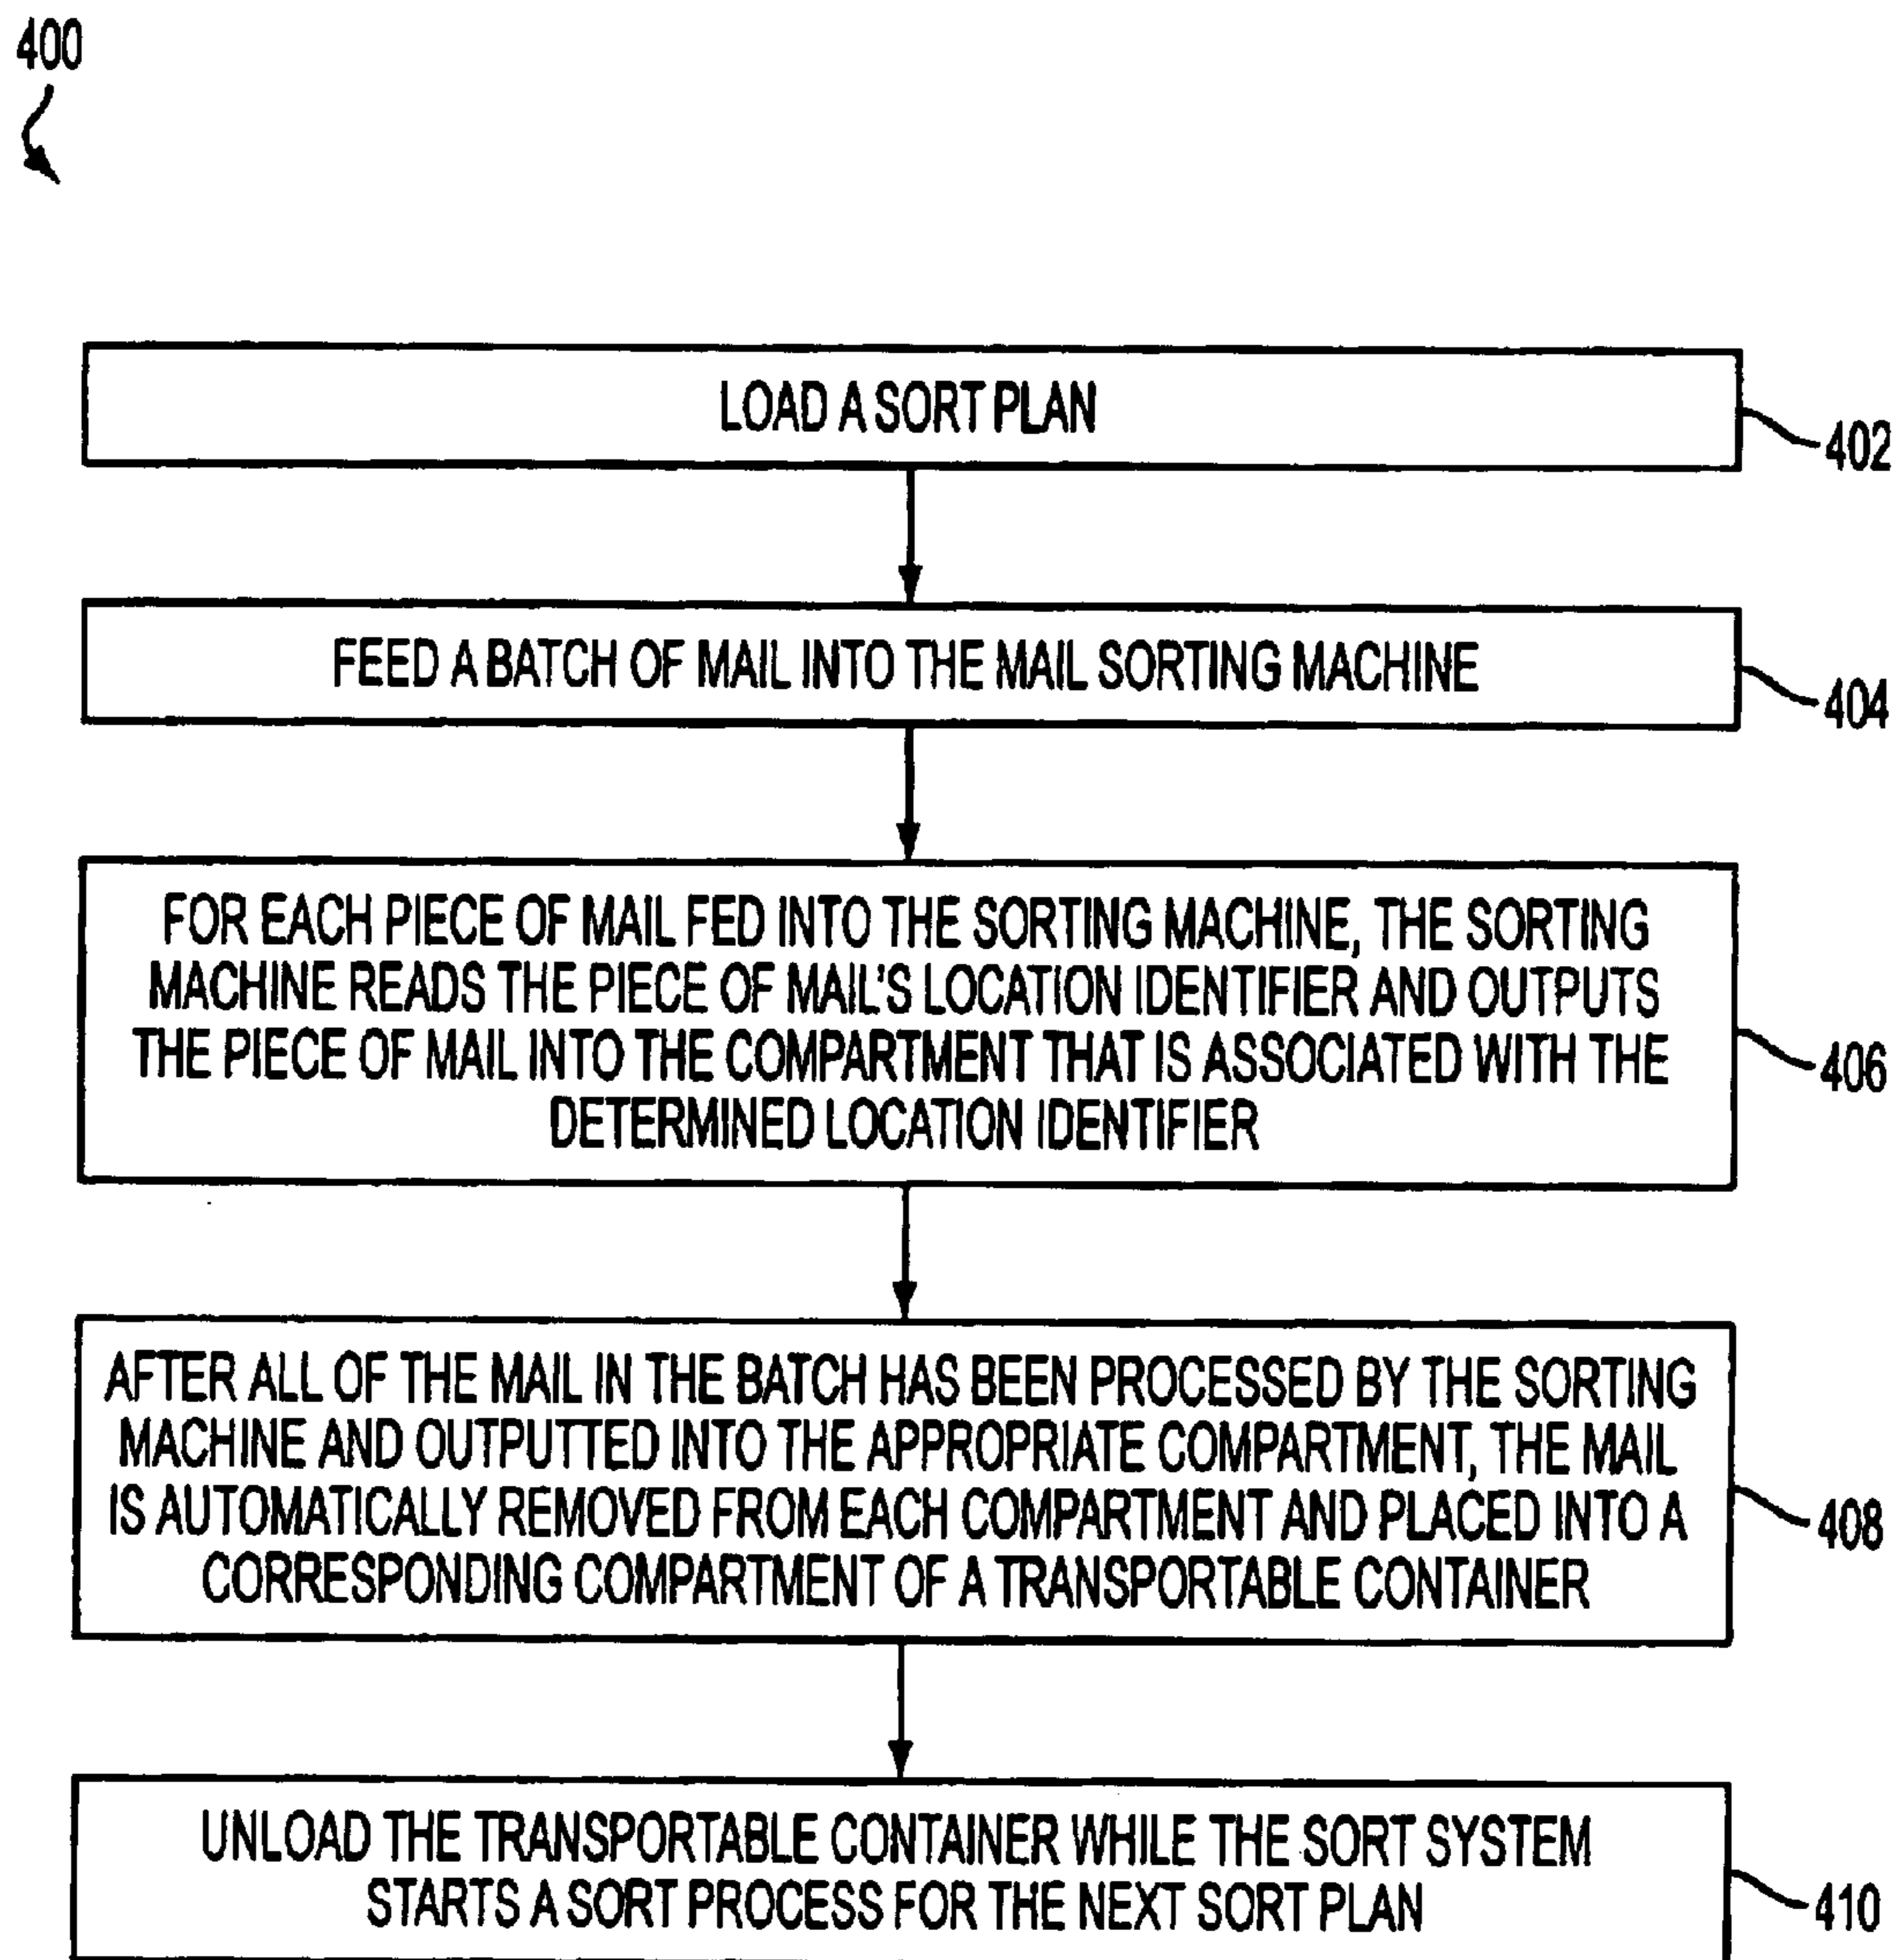 400
LOAD A SORT PLAN
402
FEED A BATCH OF MAIL INTO THE MAIL SORTING MACHINE
404
FOR EACH PIECE OF MAIL FED INTO THE SORTING MACHINE, THE SORTING
MACHINE READS THE PIECE OF MAIL'S LOCATION IDENTIFIER AND OUTPUTS
THE PIECE OF MAIL INTO THE COMPARTMENT THAT IS ASSOCIATED WITH THE
DETERMINED LOCATION IDENTIFIER
406
AFTER ALL OF THE MAIL IN THE BATCH HAS BEEN PROCESSED BY THE SORTING
MACHINE AND OUTPUTTED INTO THE APPROPRIATE COMPARTMENT, THE MAIL
IS AUTOMATICALLY REMOVED FROM EACH COMPARTMENT AND PLACED INTO A
CORRESPONDING COMPARTMENT OF A TRANSPORTABLE CONTAINER
408
UNLOAD THE TRANSPORTABLE CONTAINER WHILE THE SORT SYSTEM
STARTS A SORT PROCESS FOR THE NEXT SORT PLAN
410